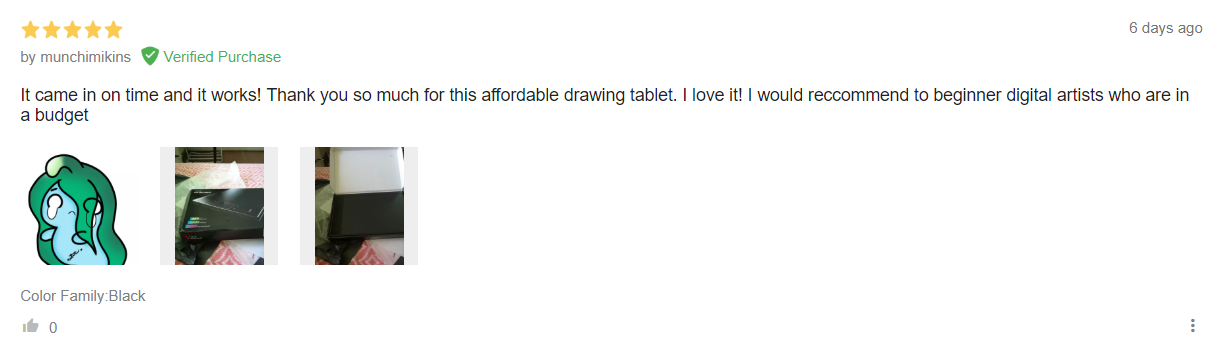 6 days ago
by munchimikins Verified Purchase
It came in on time and it works! Thank you so much for this affordable drawing tablet. I love it! I would reccommend to beginner digital artists who are in
a budget
Color Family:Black
0